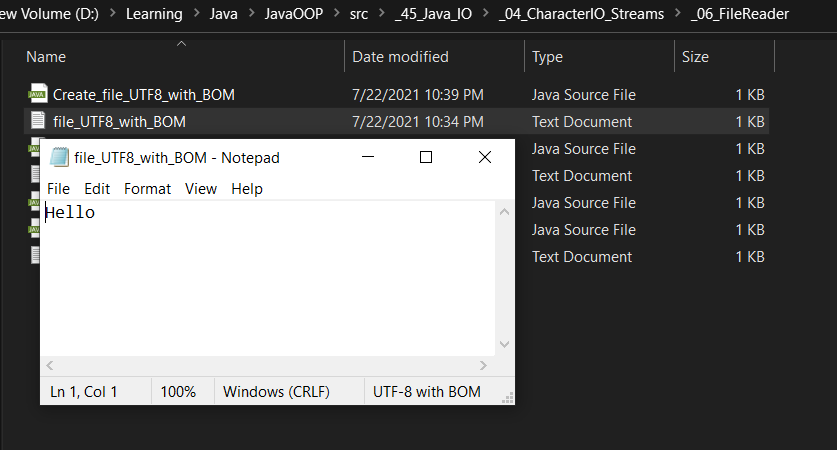 ew Volume (D:) > Learning > Java > JavaOOP > src > _45_Java_IO > _04_CharacterIO_Streams > _06_FileReader
Name Date modified Type Size
JAVA Create_file_UTF8_with_BOM 7/22/2021 10:39 PM Java Source File 1 KB
file_UTF8_with_BOM 7/22/2021 10:34 PM Text Document 1 KB
Java Source File 1 KB
Text Document 1 KB
Java Source File 1 KB
Java Source File 1 KB
Text Document 1 KB
file_UTF8_with_BOM - Notepad
File Edit Format View Help
Hello
Ln 1, Col 1 100% Windows (CRLF) UTF-8 with BOM